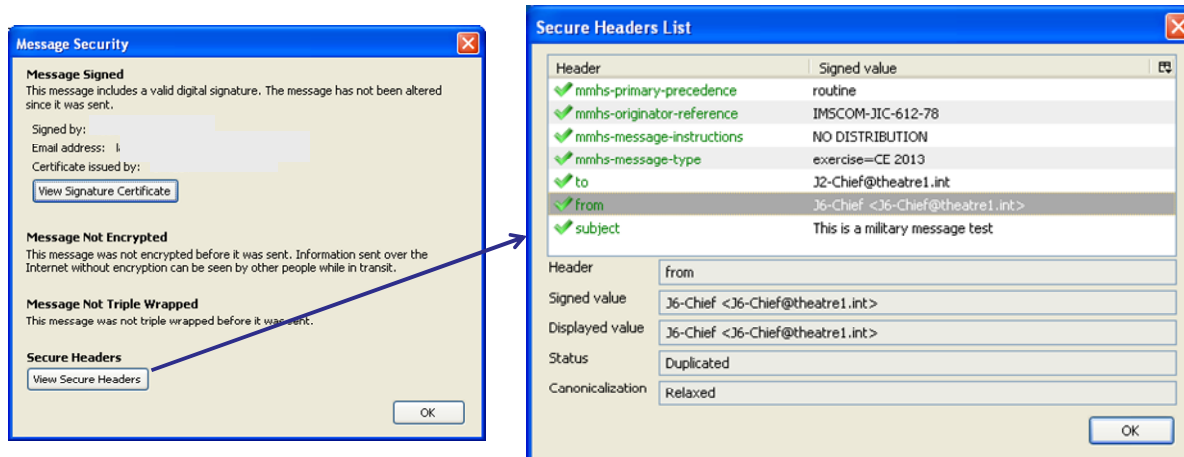 Message Security
Message Signed
This message includes a valid digital signature. The message has not been altered
since it was sent.
Signed by:
Email address:
Certificate issued by:
View Signature Certificate
Message Not Encrypted
This message was not encrypted before it was sent. Information sent over the
Internet without encryption can be seen by other people while in transit.
Message Not Triple Wrapped
This message was not triple wrapped before it was sent.
Secure Headers
View Secure Headers
OK
Secure Headers List
Header Signed value
mmhs-primary-precedence routine
mmhs-originator-reference IMSCOM-JIC-612-78
mmhs-message-instructions NO DISTRIBUTION
mmhs-message-type exercise=CE 2013
to J2-Chief@theatre1.int
from J6-Chief <J6-Chief@theatre1.int>
subject This is a military message test
Header from
Signed value J6-Chief <J6-Chief@theatre1.int>
Displayed value J6-Chief <J6-Chief@theatre1.int>
Status Duplicated
Canonicalization Relaxed
OK